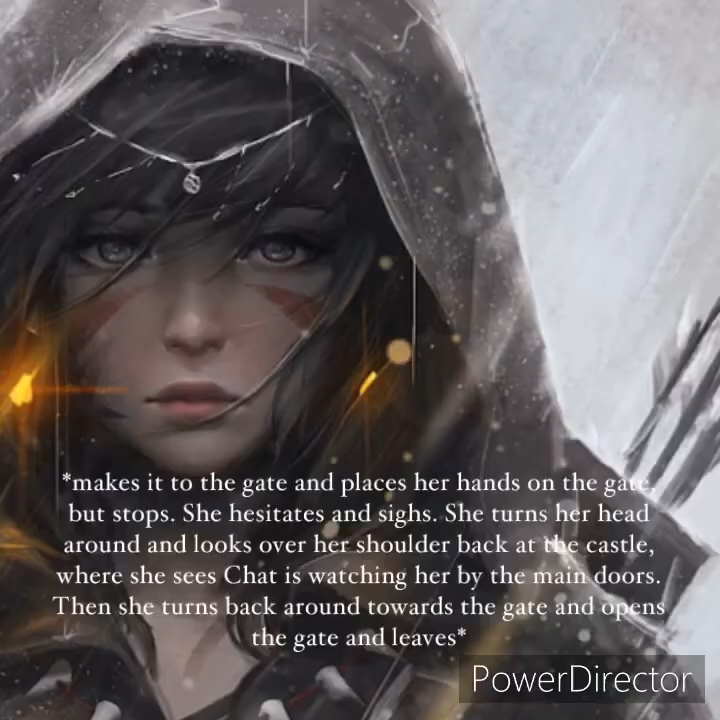 *makes it to the gate and places her hands on the gate,
but stops. She hesitates and sighs. She turns her head
around and looks over her shoulder back at the castle,
where she sees Chat is watching her by the main doors.
Then she turns back around towards the gate and opens
the gate and leaves*
PowerDirector